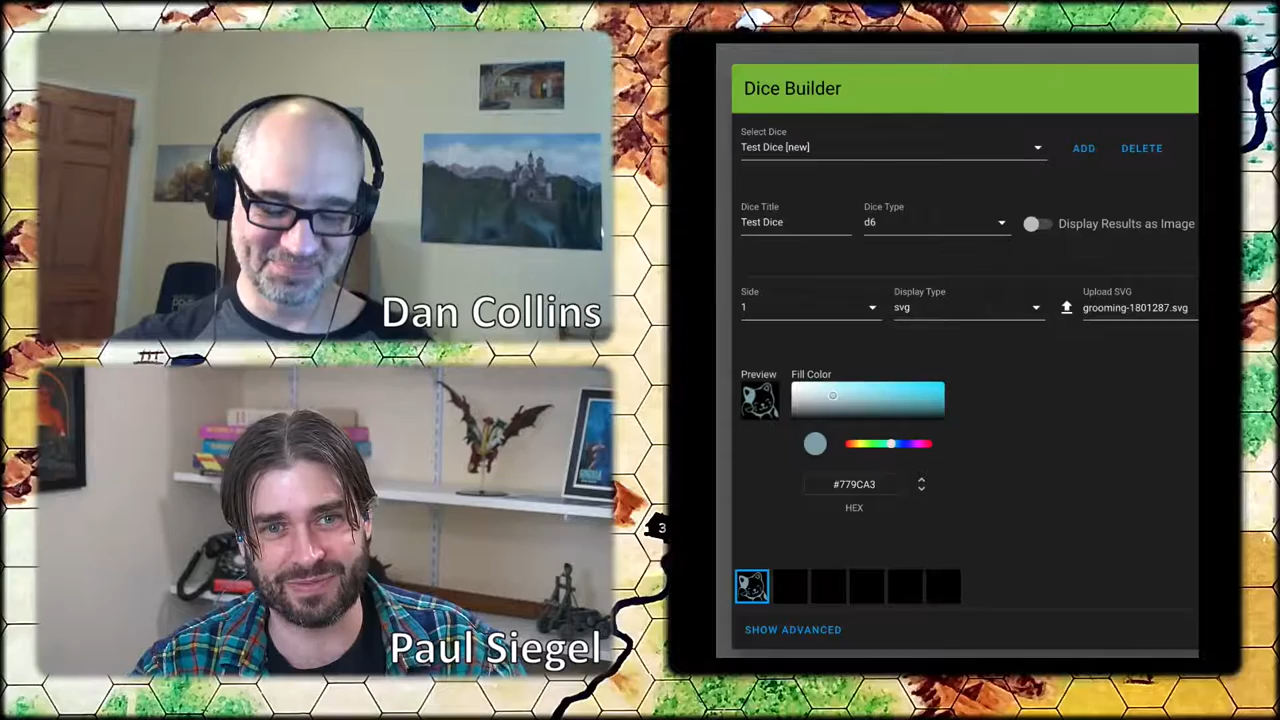 Dan Collins
Paul Siegel
3
Dice Builder
Select Dice
Test Dice [new]
ADD
DELETE
Dice Title
Test Dice
Dice Type
d6
Display Results as Image
Side
1
Display Type
svg
Upload SVG
grooming-1801287.svg
Preview
Fill Color
#779CA3
HEX
SHOW ADVANCED